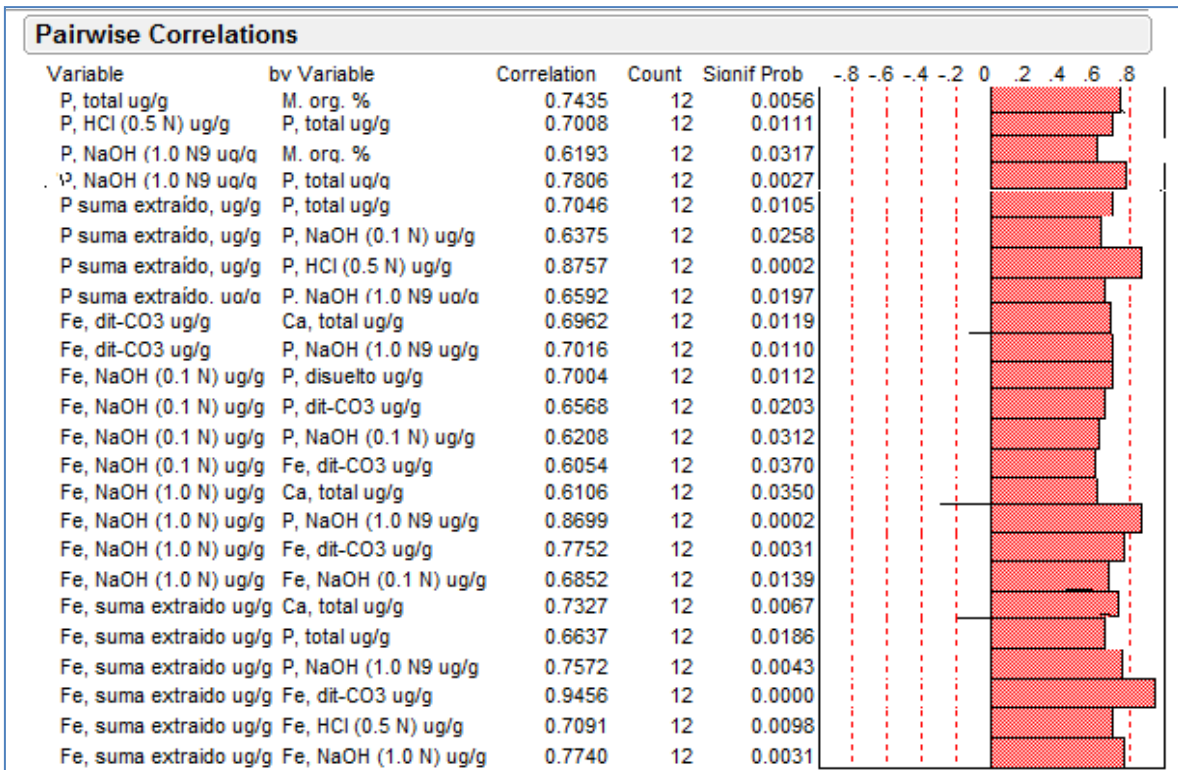 Pairwise Correlations
Variable by Variable Correlation Count Signif Prob -.8 -.6 -.4 -.2 0 .2 .4 .6 .8
P, total ug/g M. org. % 0.7435 12 0.0056
P, HCl (0.5 N) ug/g P, total ug/g 0.7008 12 0.0111
P, NaOH (1.0 N9 ug/g M. org. % 0.6193 12 0.0317
P, NaOH (1.0 N9 ug/g P, total ug/g 0.7806 12 0.0027
P suma extraído, ug/g P, total ug/g 0.7046 12 0.0105
P suma extraído, ug/g P, NaOH (0.1 N) ug/g 0.6375 12 0.0258
P suma extraído, ug/g P, HCl (0.5 N) ug/g 0.8757 12 0.0002
P suma extraído, ug/g P, NaOH (1.0 N9 ug/g 0.6592 12 0.0197
Fe, dit-CO3 ug/g Ca, total ug/g 0.6962 12 0.0119
Fe, dit-CO3 ug/g P, NaOH (1.0 N9 ug/g 0.7016 12 0.0110
Fe, NaOH (0.1 N) ug/g P, disuelto ug/g 0.7004 12 0.0112
Fe, NaOH (0.1 N) ug/g P, dit-CO3 ug/g 0.6568 12 0.0203
Fe, NaOH (0.1 N) ug/g P, NaOH (0.1 N) ug/g 0.6208 12 0.0312
Fe, NaOH (0.1 N) ug/g Fe, dit-CO3 ug/g 0.6054 12 0.0370
Fe, NaOH (1.0 N) ug/g Ca, total ug/g 0.6106 12 0.0350
Fe, NaOH (1.0 N) ug/g P, NaOH (1.0 N9 ug/g 0.8699 12 0.0002
Fe, NaOH (1.0 N) ug/g Fe, dit-CO3 ug/g 0.7752 12 0.0031
Fe, NaOH (1.0 N) ug/g Fe, NaOH (0.1 N) ug/g 0.6852 12 0.0139
Fe, suma extraido ug/g Ca, total ug/g 0.7327 12 0.0067
Fe, suma extraido ug/g P, total ug/g 0.6637 12 0.0186
Fe, suma extraido ug/g P, NaOH (1.0 N9 ug/g 0.7572 12 0.0043
Fe, suma extraido ug/g Fe, dit-CO3 ug/g 0.9456 12 0.0000
Fe, suma extraido ug/g Fe, HCl (0.5 N) ug/g 0.7091 12 0.0098
Fe, suma extraido ug/g Fe, NaOH (1.0 N) ug/g 0.7740 12 0.0031